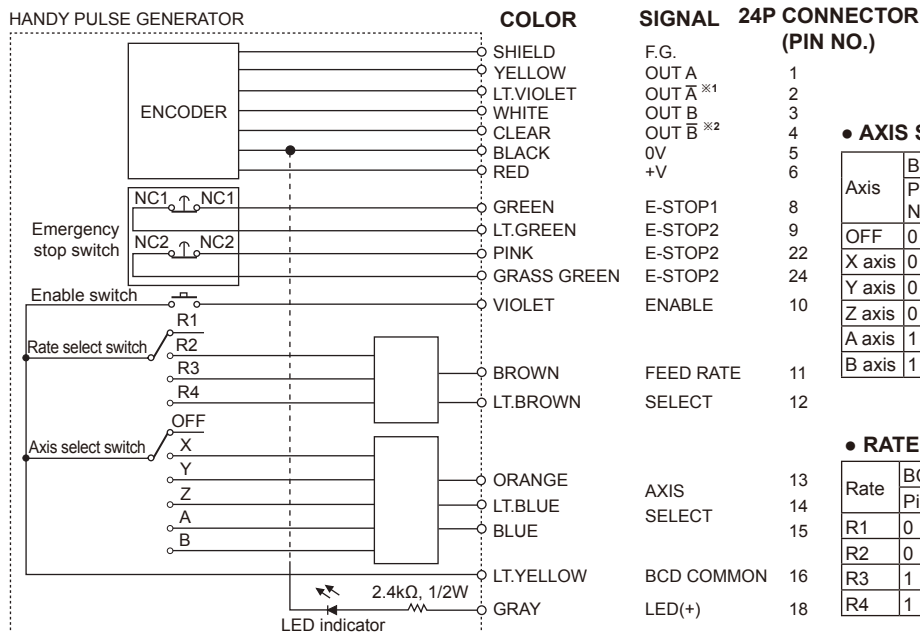 HANDY PULSE GENERATOR
COLOR SIGNAL 24P CONNECTOR
(PIN NO.)
ENCODER
SHIELD F.G.
YELLOW OUT A 1
LT.VIOLET OUT A̅ ※1 2
WHITE OUT B 3
CLEAR OUT B̅ ※2 4
BLACK 0V 5
RED +V 6
Emergency
stop switch
NC1 NC1
NC2 NC2
GREEN E-STOP1 8
LT.GREEN E-STOP2 9
PINK E-STOP2 22
GRASS GREEN E-STOP2 24
Enable switch
VIOLET ENABLE 10
Rate select switch
R1
R2
R3
R4
BROWN FEED RATE 11
LT.BROWN SELECT 12
Axis select switch
OFF
X
Y
Z
A
B
ORANGE 13
LT.BLUE 14
BLUE 15
AXIS
SELECT
LT.YELLOW BCD COMMON 16
2.4kΩ, 1/2W
GRAY LED(+) 18
LED indicator
● AXIS
Axis
OFF 0
X axis 0
Y axis 0
Z axis 0
A axis 1
B axis 1
● RATE
Rate
R1 0
R2 0
R3 1
R4 1